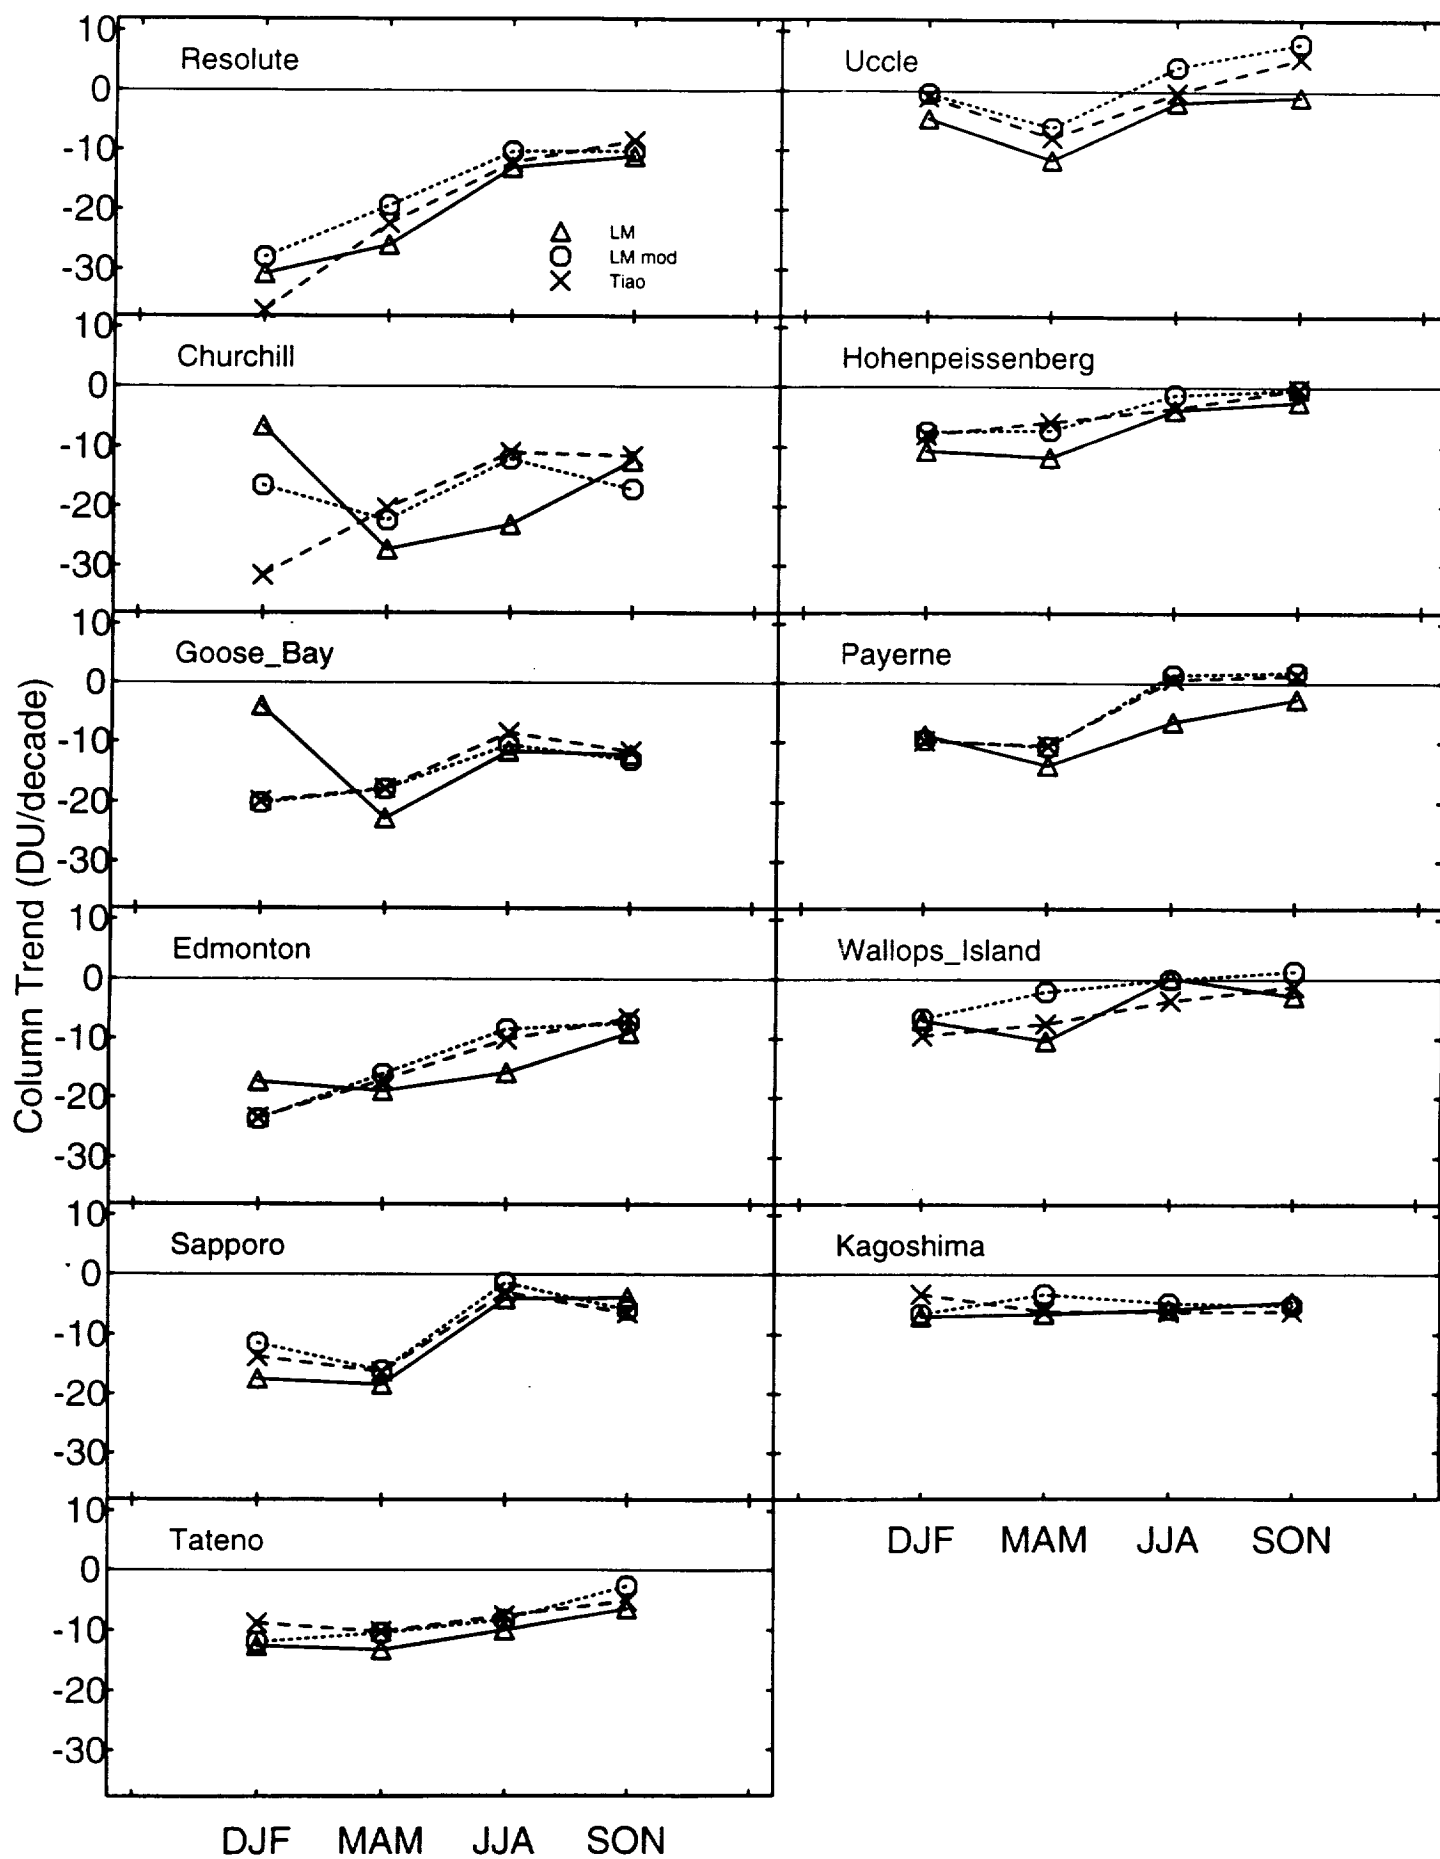 Column Trend (DU/decade)
10
0
-10
-20
-30
Resolute
LM
LM mod
Tiao
Uccle
10
0
-10
-20
-30
Churchill
Hohenpeissenberg
10
0
-10
-20
-30
Goose_Bay
Payerne
10
0
-10
-20
-30
Edmonton
Wallops_Island
10
0
-10
-20
-30
Sapporo
Kagoshima
DJF MAM JJA SON
10
0
-10
-20
-30
Tateno
DJF MAM JJA SON